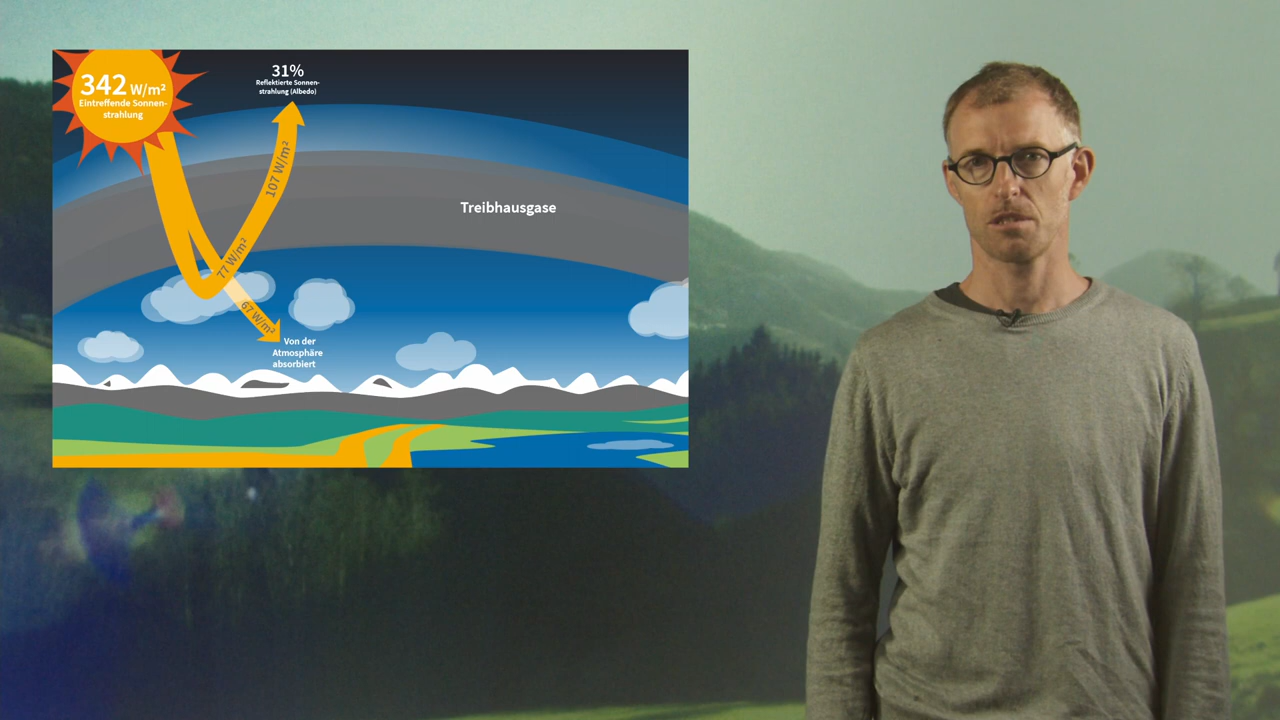 342 W/m²
Eintreffende Sonnen-
strahlung
31%
Reflektierte Sonnen-
strahlung (Albedo)
107 W/m²
Treibhausgase
77 W/m²
67 W/m²
Von der
Atmosphäre
absorbiert